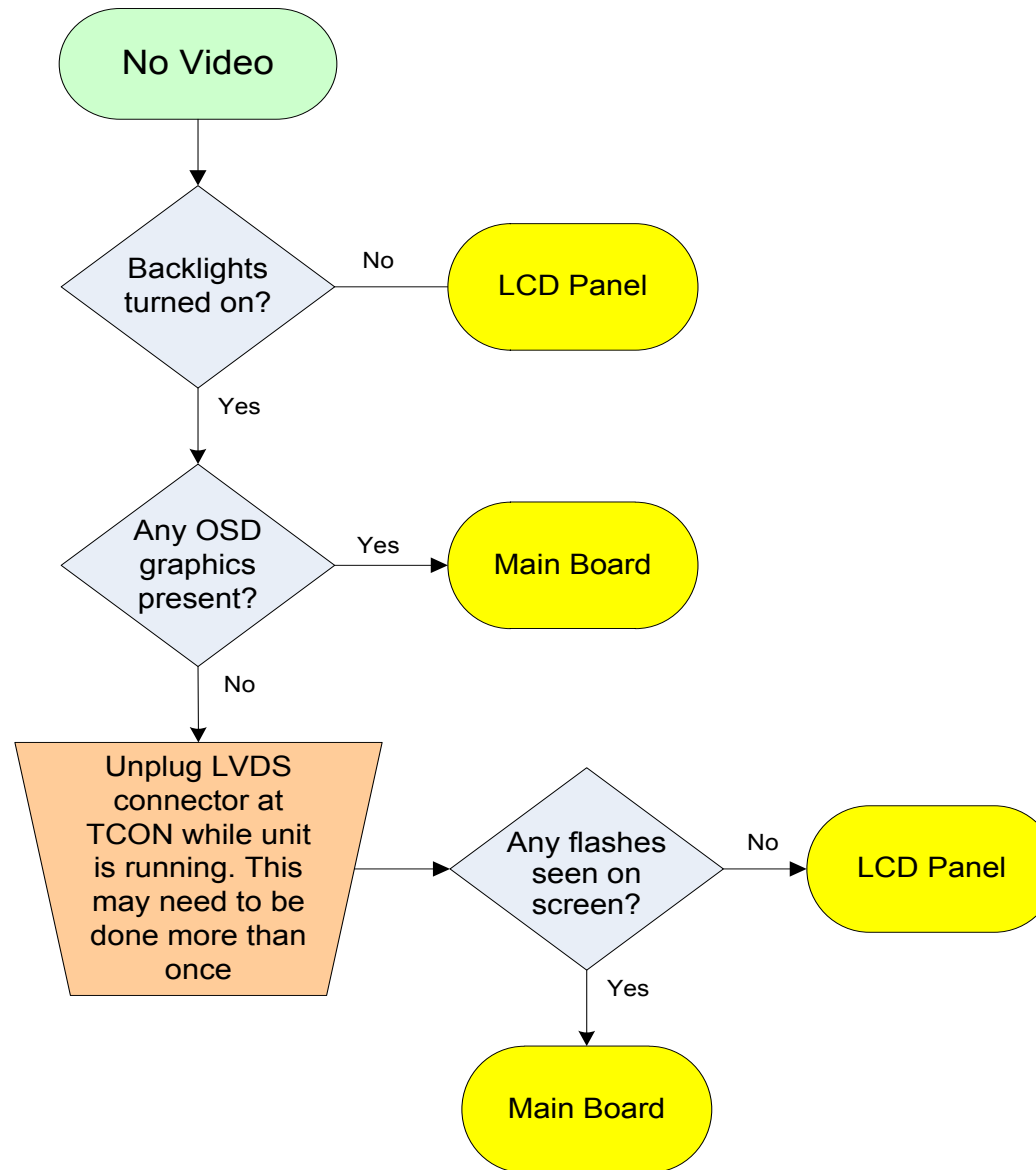 No Video
Backlights
turned on?
No
LCD Panel
Yes
Any OSD
graphics
present?
Yes
Main Board
No
Unplug LVDS
connector at
TCON while unit
is running. This
may need to be
done more than
once
Any flashes
seen on
screen?
No
LCD Panel
Yes
Main Board